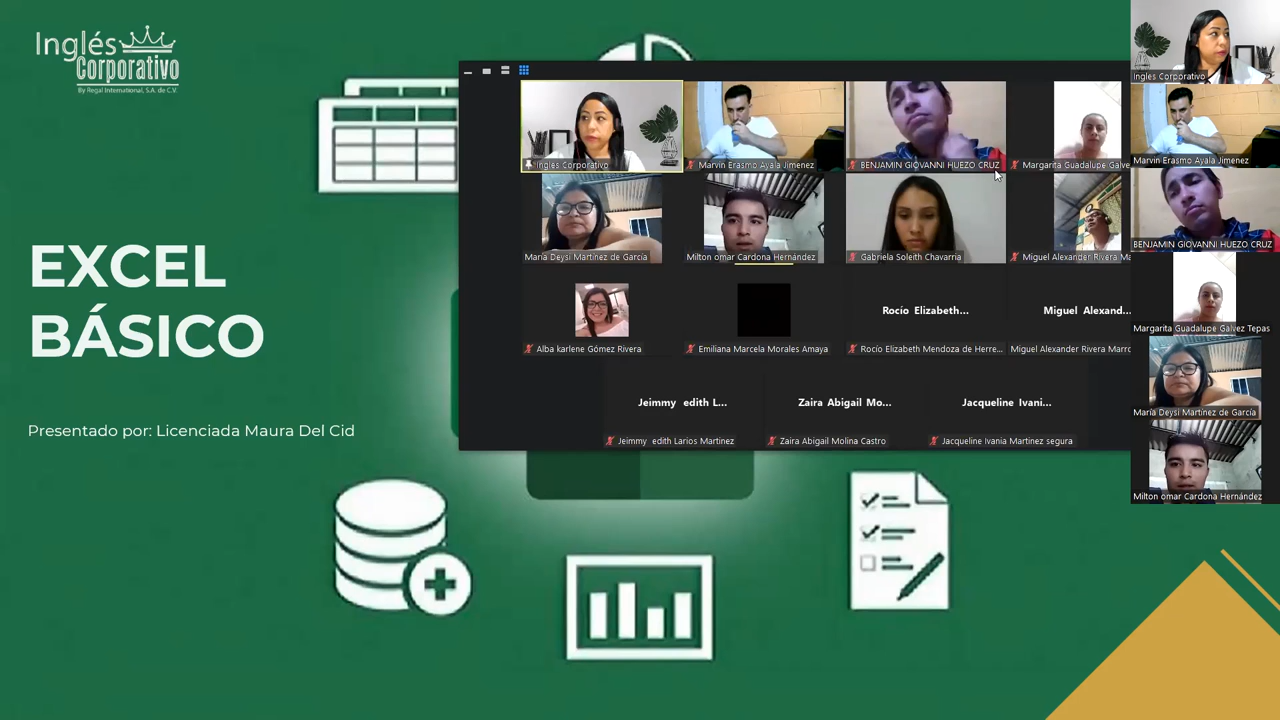 Inglés
Corporativo
By Regal International, S.A. de C.V.
EXCEL
BÁSICO
Presentado por: Licenciada Maura Del Cid
Ingles Corporativo
Marvin Erasmo Ayala Jimenez
BENJAMIN GIOVANNI HUEZO CRUZ
Margarita Guadalupe Galve
María Deysi Martínez de García
Milton omar Cardona Hernández
Gabriela Soleith Chavarria
Miguel Alexander Rivera Ma
Alba karlene Gómez Rivera
Emiliana Marcela Morales Amaya
Rocío Elizabeth...
Rocío Elizabeth Mendoza de Herre...
Miguel Alexand...
Miguel Alexander Rivera Marro
Jeimmy edith L...
Jeimmy edith Larios Martinez
Zaira Abigail Mo...
Zaira Abigail Molina Castro
Jacqueline Ivani...
Jacqueline Ivania Martinez segura
Ingles Corporativo
Marvin Erasmo Ayala Jimenez
BENJAMIN GIOVANNI HUEZO CRUZ
Margarita Guadalupe Galvez Tepas
María Deysi Martínez de García
Milton omar Cardona Hernández